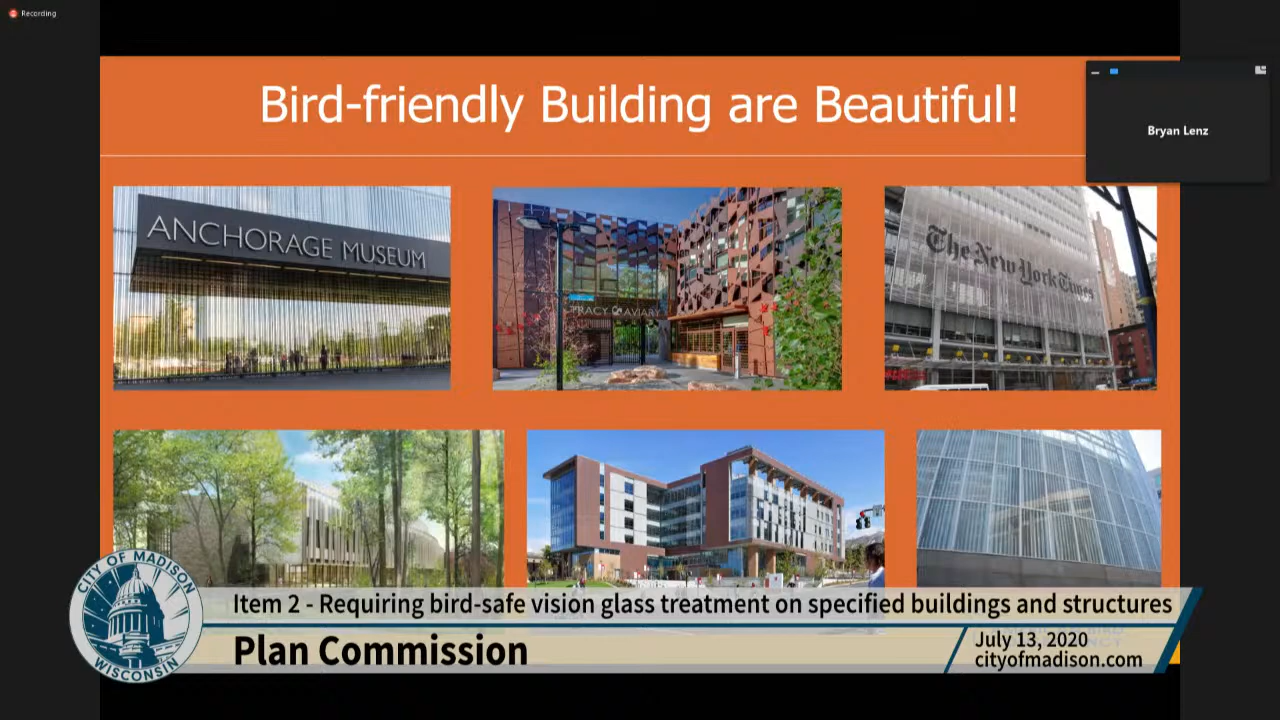 Recording
Bird-friendly Building are Beautiful!
Bryan Lenz
ANCHORAGE MUSEUM
TRACY AVIARY
The New York Times
CITY OF MADISON
WISCONSIN
Item 2 - Requiring bird-safe vision glass treatment on specified buildings and structures
Plan Commission
July 13, 2020
cityofmadison.com